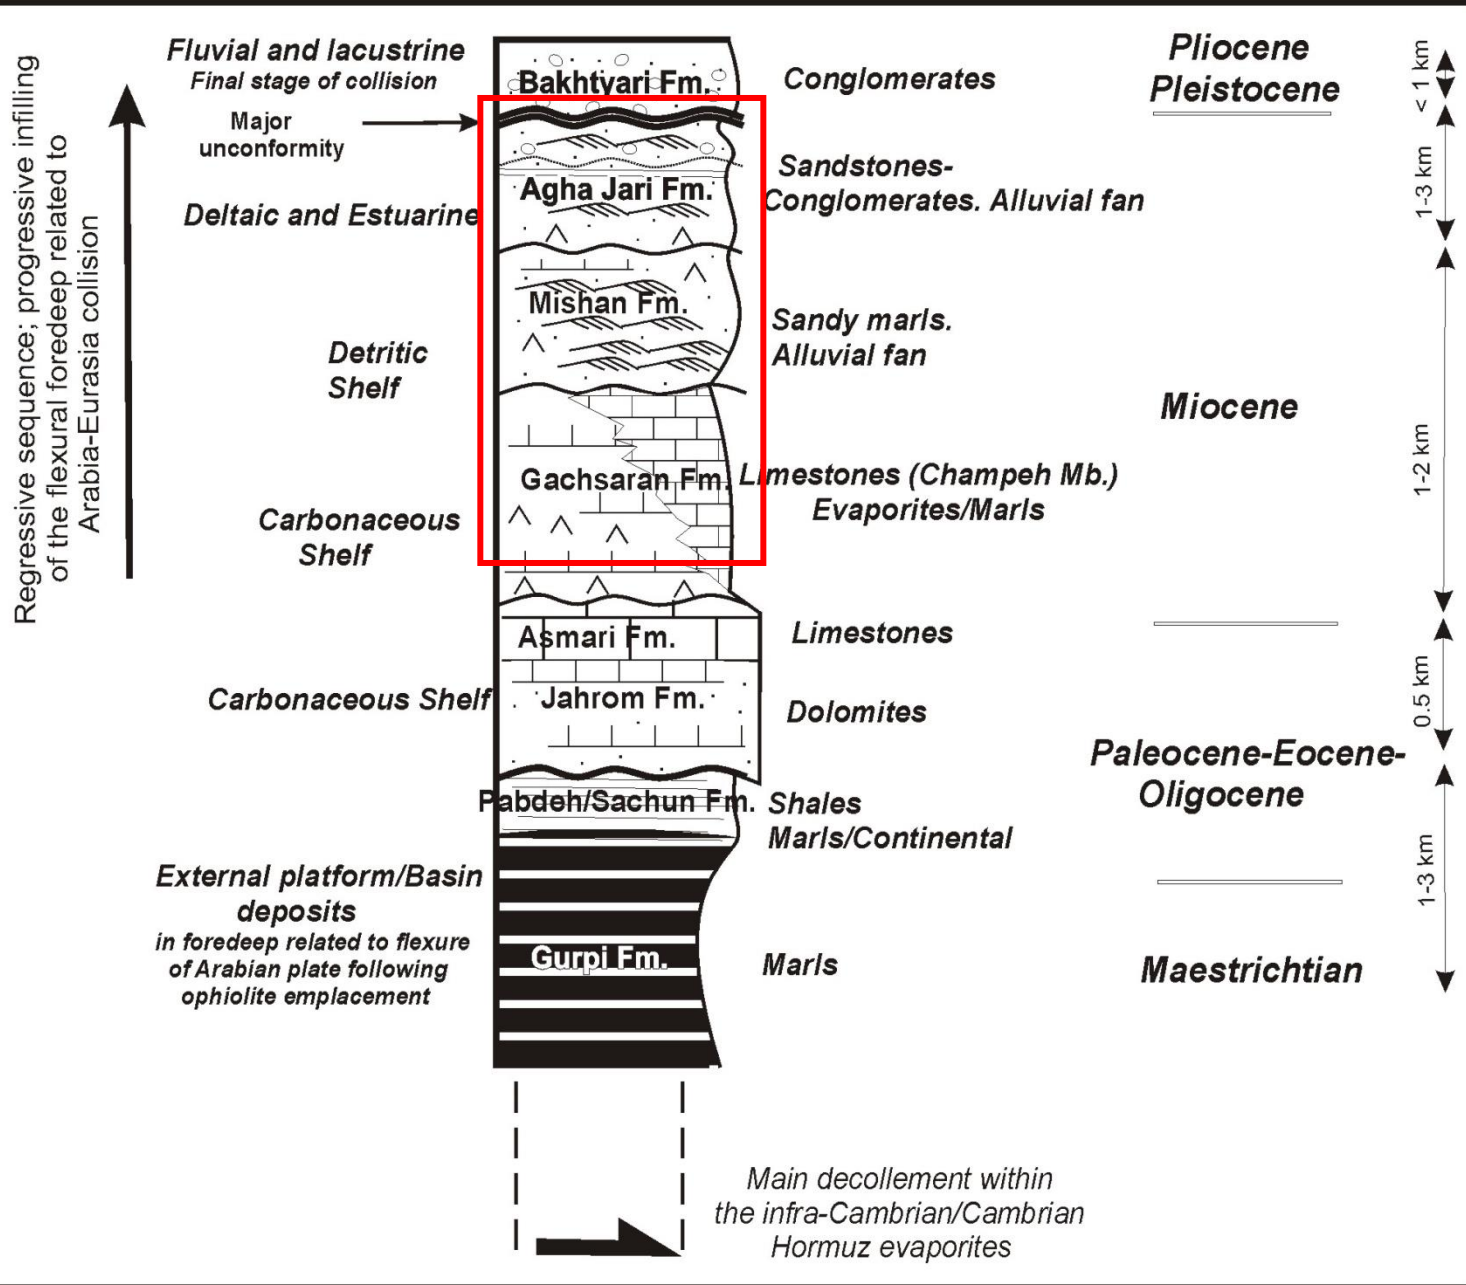 Regressive sequence; progressive infilling
of the flexural foredeep related to
Arabia-Eurasia collision
Fluvial and lacustrine
Final stage of collision
Major
unconformity
Deltaic and Estuarine
Detritic
Shelf
Carbonaceous
Shelf
Carbonaceous Shelf
External platform/Basin
deposits
in foredeep related to flexure
of Arabian plate following
ophiolite emplacement
Bakhtyari Fm.
Agha Jari Fm.
Mishan Fm.
Gachsaran Fm.
Asmari Fm.
Jahrom Fm.
Pabdeh/Sachun Fm.
Gurpi Fm.
Conglomerates
Sandstones-
Conglomerates. Alluvial fan
Sandy marls.
Alluvial fan
Limestones (Champeh Mb.)
Evaporites/Marls
Limestones
Dolomites
Shales
Marls/Continental
Marls
Pliocene
Pleistocene
Miocene
Paleocene-Eocene-
Oligocene
Maestrichtian
< 1 km
1-3 km
1-2 km
0.5 km
1-3 km
Main decollement within
the infra-Cambrian/Cambrian
Hormuz evaporites